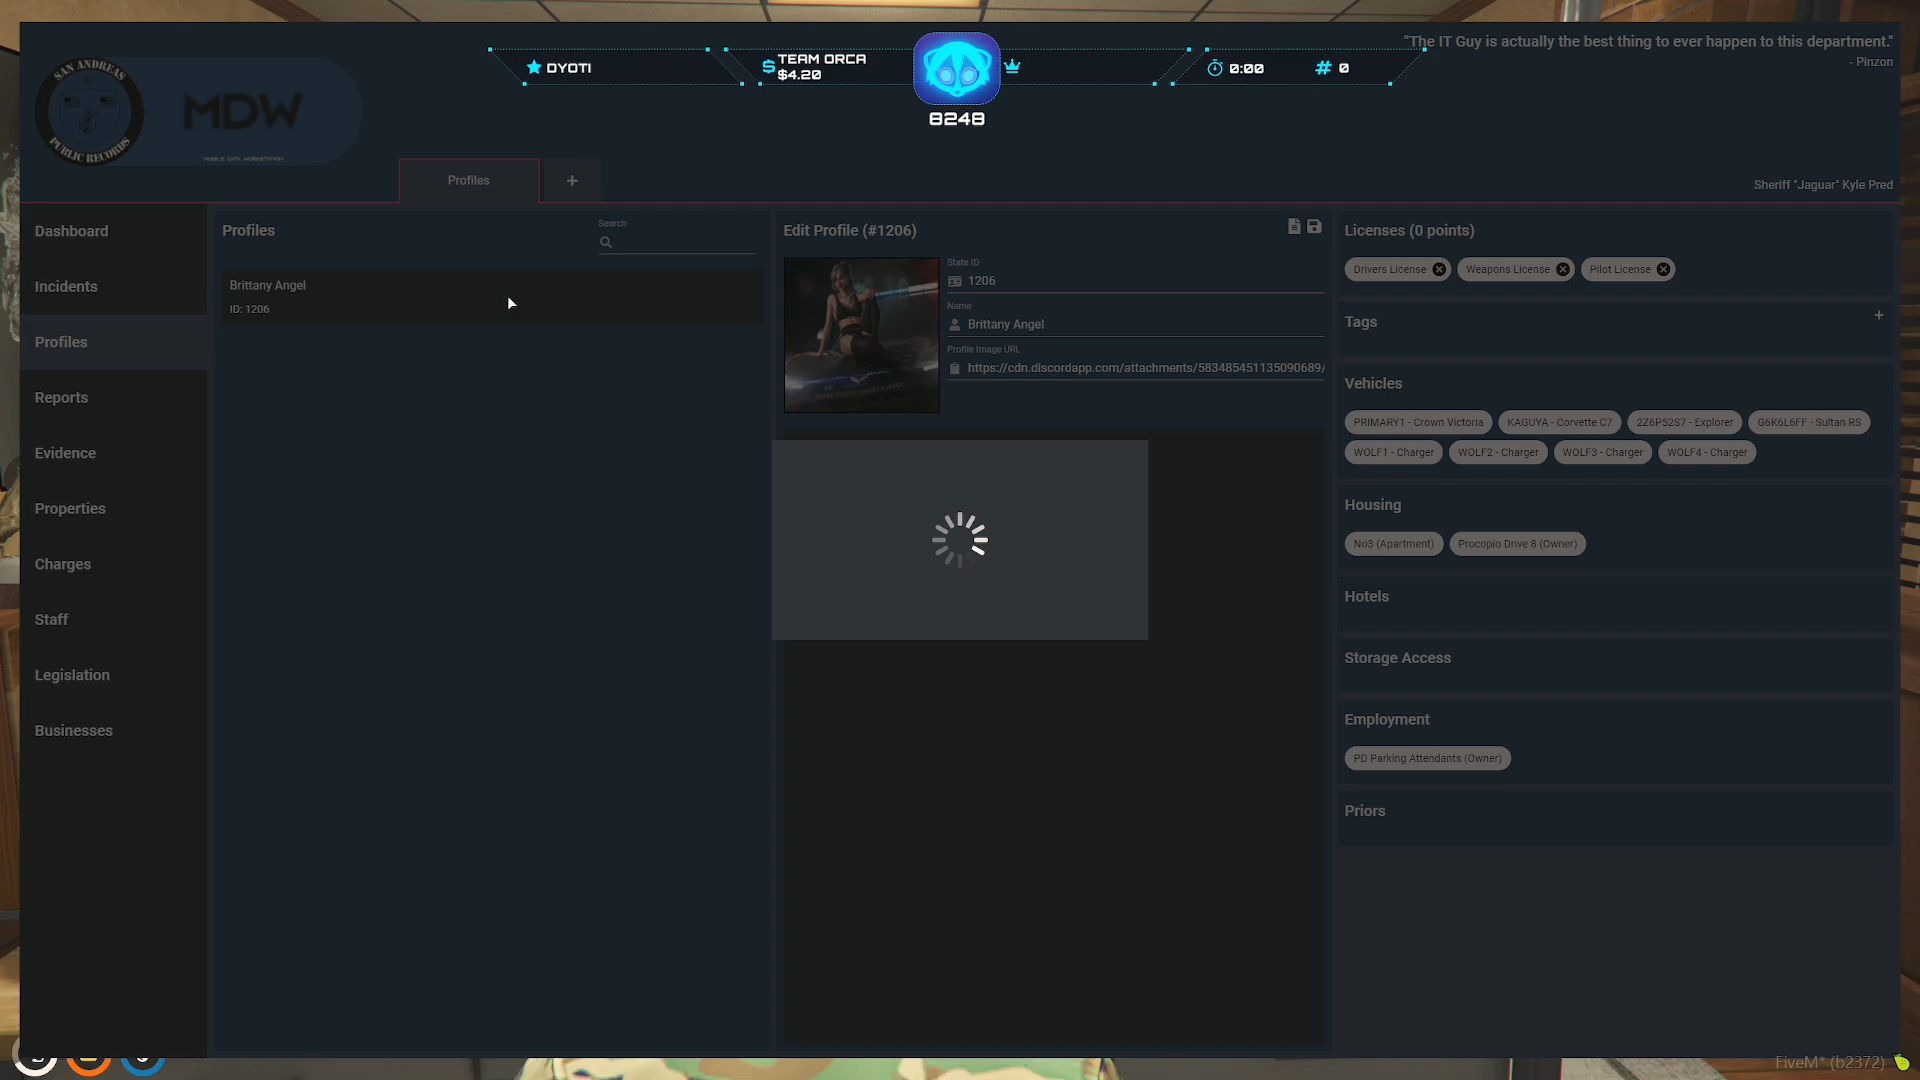 "The IT Guy is actually the best thing to ever happen to this department."
- Pinzon
DYOTI
TEAM ORCA
$4.20
8248
0:00
# 0
SAN ANDREAS
PUBLIC RECORDS
MDW
MOBILE DATA WORKSTATION
Profiles
+
Sheriff "Jaguar" Kyle Pred
Dashboard
Incidents
Profiles
Reports
Evidence
Properties
Charges
Staff
Legislation
Businesses
Profiles
Search
Brittany Angel
ID: 1206
Edit Profile (#1206)
State ID
1206
Name
Brittany Angel
Profile Image URL
https://cdn.discordapp.com/attachments/583485451135090689/
Licenses (0 points)
Drivers License
Weapons License
Pilot License
Tags
+
Vehicles
PRIMARY1 - Crown Victoria
KAGUYA - Corvette C7
2Z6P52S7 - Explorer
G6K6L6FF - Sultan RS
WOLF1 - Charger
WOLF2 - Charger
WOLF3 - Charger
WOLF4 - Charger
Housing
No3 (Apartment)
Procopio Drive 8 (Owner)
Hotels
Storage Access
Employment
PD Parking Attendants (Owner)
Priors
FiveM* (b2372)